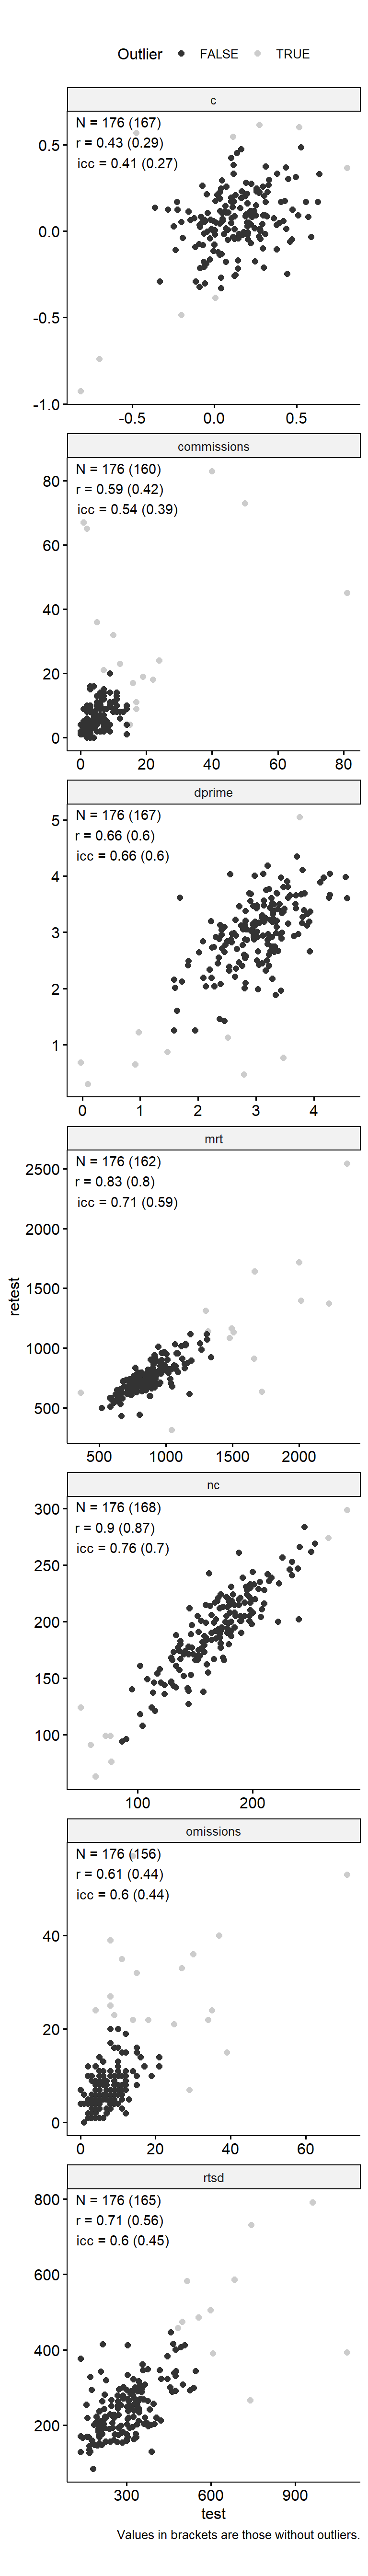 Outlier FALSE TRUE
c
N = 176 (167)
r = 0.43 (0.29)
icc = 0.41 (0.27)
0.5
0.0
-0.5
-1.0
-0.5 0.0 0.5
commissions
N = 176 (160)
r = 0.59 (0.42)
icc = 0.54 (0.39)
80
60
40
20
0
0 20 40 60 80
dprime
N = 176 (167)
r = 0.66 (0.6)
icc = 0.66 (0.6)
5
4
3
2
1
0 1 2 3 4
mrt
N = 176 (162)
r = 0.83 (0.8)
icc = 0.71 (0.59)
2500
2000
1500
1000
500
500 1000 1500 2000
retest
nc
N = 176 (168)
r = 0.9 (0.87)
icc = 0.76 (0.7)
300
250
200
150
100
100 200
omissions
N = 176 (156)
r = 0.61 (0.44)
icc = 0.6 (0.44)
40
20
0
0 20 40 60
rtsd
N = 176 (165)
r = 0.71 (0.56)
icc = 0.6 (0.45)
800
600
400
200
300 600 900
test
Values in brackets are those without outliers.